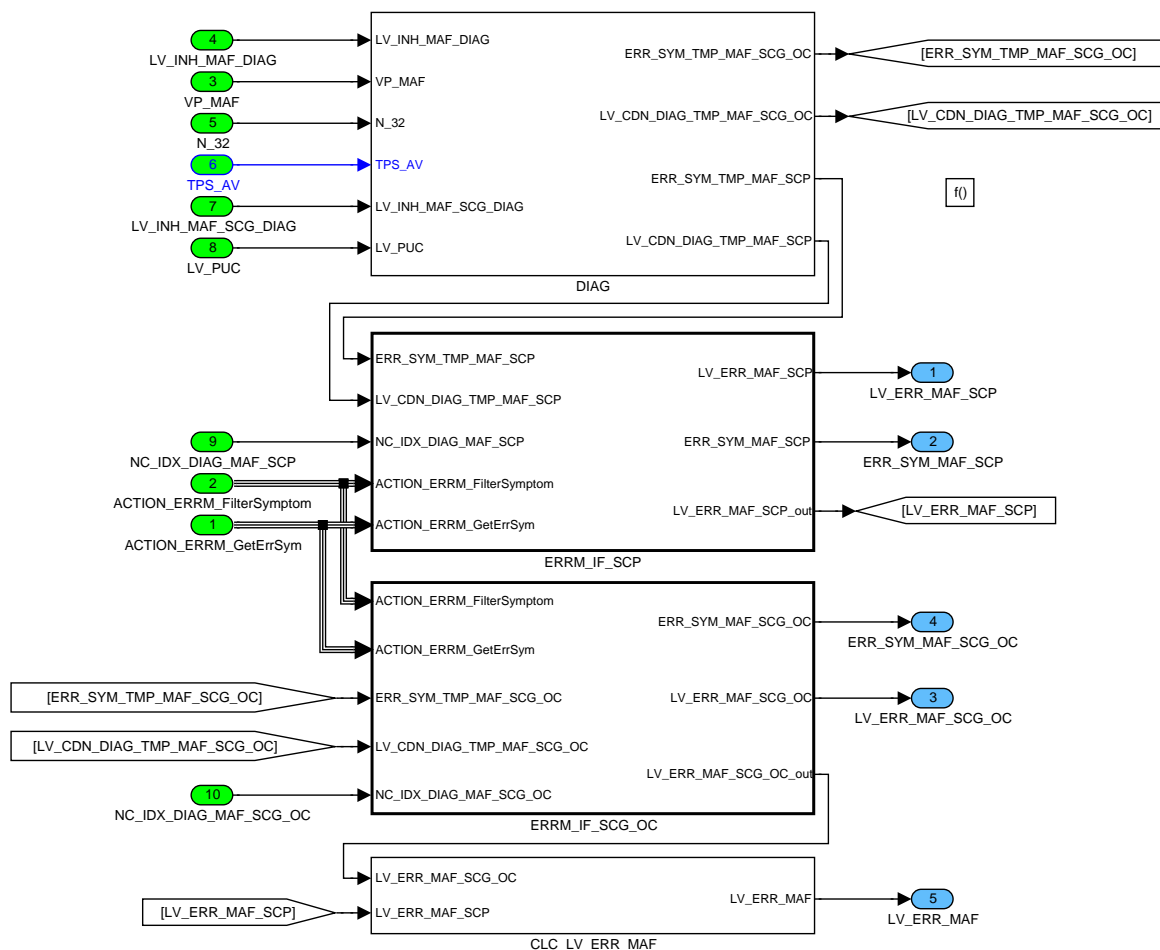 4
LV_INH_MAF_DIAG
3
VP_MAF
5
N_32
6
TPS_AV
7
LV_INH_MAF_SCG_DIAG
8
LV_PUC
LV_INH_MAF_DIAG
VP_MAF
N_32
TPS_AV
LV_INH_MAF_SCG_DIAG
LV_PUC
ERR_SYM_TMP_MAF_SCG_OC
LV_CDN_DIAG_TMP_MAF_SCG_OC
ERR_SYM_TMP_MAF_SCP
LV_CDN_DIAG_TMP_MAF_SCP
DIAG
[ERR_SYM_TMP_MAF_SCG_OC]
[LV_CDN_DIAG_TMP_MAF_SCG_OC]
f()
9
NC_IDX_DIAG_MAF_SCP
2
ACTION_ERRM_FilterSymptom
1
ACTION_ERRM_GetErrSym
ERR_SYM_TMP_MAF_SCP
LV_CDN_DIAG_TMP_MAF_SCP
NC_IDX_DIAG_MAF_SCP
ACTION_ERRM_FilterSymptom
ACTION_ERRM_GetErrSym
LV_ERR_MAF_SCP
ERR_SYM_MAF_SCP
LV_ERR_MAF_SCP_out
ERRM_IF_SCP
1
LV_ERR_MAF_SCP
2
ERR_SYM_MAF_SCP
[LV_ERR_MAF_SCP]
[ERR_SYM_TMP_MAF_SCG_OC]
[LV_CDN_DIAG_TMP_MAF_SCG_OC]
10
NC_IDX_DIAG_MAF_SCG_OC
ACTION_ERRM_FilterSymptom
ACTION_ERRM_GetErrSym
ERR_SYM_TMP_MAF_SCG_OC
LV_CDN_DIAG_TMP_MAF_SCG_OC
NC_IDX_DIAG_MAF_SCG_OC
ERR_SYM_MAF_SCG_OC
LV_ERR_MAF_SCG_OC
LV_ERR_MAF_SCG_OC_out
ERRM_IF_SCG_OC
4
ERR_SYM_MAF_SCG_OC
3
LV_ERR_MAF_SCG_OC
[LV_ERR_MAF_SCP]
LV_ERR_MAF_SCG_OC
LV_ERR_MAF_SCP
LV_ERR_MAF
CLC_LV_ERR_MAF
5
LV_ERR_MAF